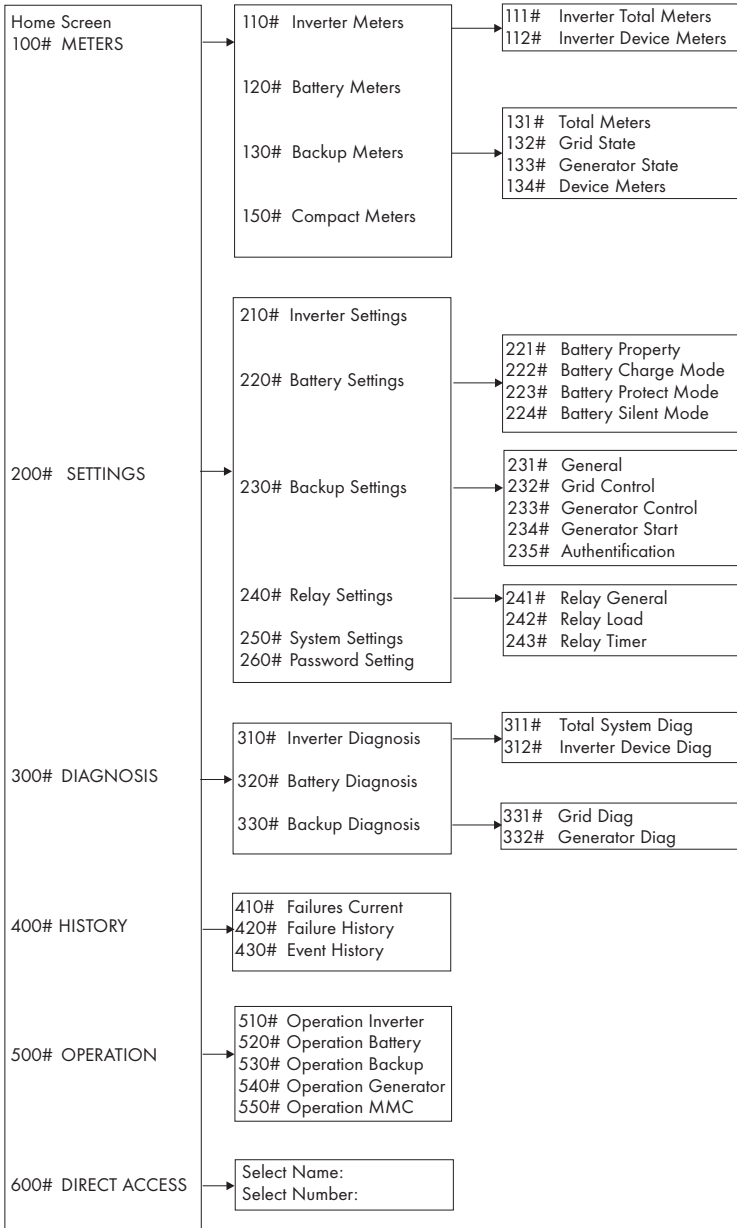 Home Screen
100# METERS
110# Inverter Meters
111# Inverter Total Meters
112# Inverter Device Meters
120# Battery Meters
130# Backup Meters
131# Total Meters
132# Grid State
133# Generator State
134# Device Meters
150# Compact Meters
200# SETTINGS
210# Inverter Settings
220# Battery Settings
221# Battery Property
222# Battery Charge Mode
223# Battery Protect Mode
224# Battery Silent Mode
230# Backup Settings
231# General
232# Grid Control
233# Generator Control
234# Generator Start
235# Authentification
240# Relay Settings
241# Relay General
242# Relay Load
243# Relay Timer
250# System Settings
260# Password Setting
300# DIAGNOSIS
310# Inverter Diagnosis
311# Total System Diag
312# Inverter Device Diag
320# Battery Diagnosis
330# Backup Diagnosis
331# Grid Diag
332# Generator Diag
400# HISTORY
410# Failures Current
420# Failure History
430# Event History
500# OPERATION
510# Operation Inverter
520# Operation Battery
530# Operation Backup
540# Operation Generator
550# Operation MMC
600# DIRECT ACCESS
Select Name:
Select Number: